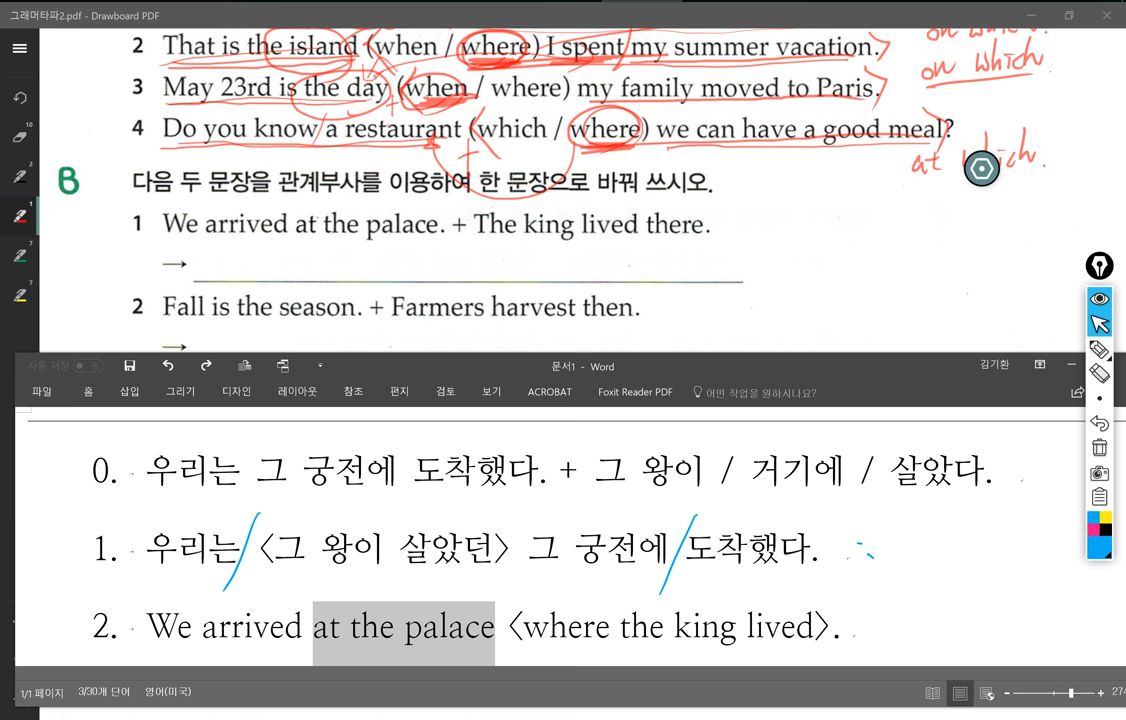 그래머타파2.pdf - Drawboard PDF
2 That is the island (when / where) I spent my summer vacation.
on which.
3 May 23rd is the day (when / where) my family moved to Paris.
on which
4 Do you know a restaurant (which / where) we can have a good meal?
at which.
B 다음 두 문장을 관계부사를 이용하여 한 문장으로 바꿔 쓰시오.
1 We arrived at the palace. + The king lived there.
→
2 Fall is the season. + Farmers harvest then.
→
자동 저장 문서1 - Word 김기환
파일 홈 삽입 그리기 디자인 레이아웃 참조 편지 검토 보기 ACROBAT Foxit Reader PDF 어떤 작업을 원하시나요?
0. 우리는 그 궁전에 도착했다. + 그 왕이 / 거기에 / 살았다.
1. 우리는 / 〈그 왕이 살았던〉 그 궁전에 / 도착했다.
2. We arrived at the palace 〈where the king lived〉.
1/1 페이지 3/30개 단어 영어(미국)